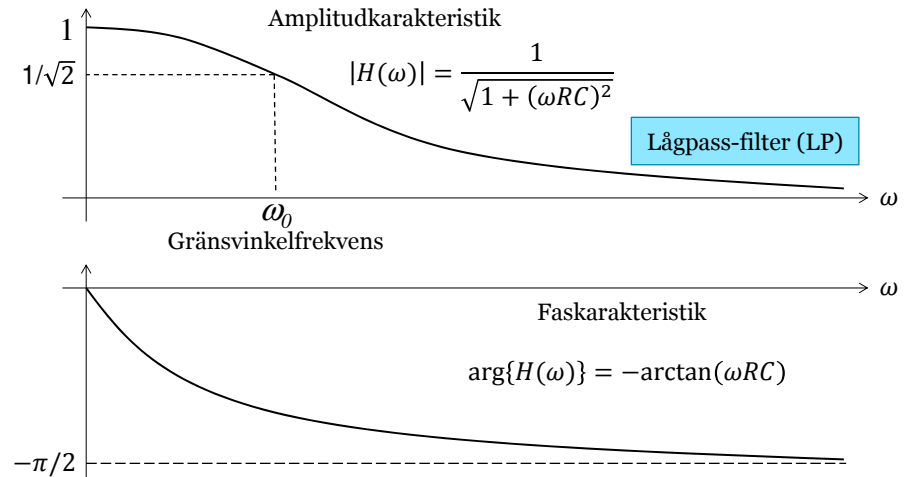 Amplitudkarakteristik
1
1/√2
|H(ω)| = 1/√(1 + (ωRC)²)
Lågpass-filter (LP)
ω
ω₀
Gränsvinkelfrekvens
ω
Faskarakteristik
arg{H(ω)} = −arctan(ωRC)
−π/2